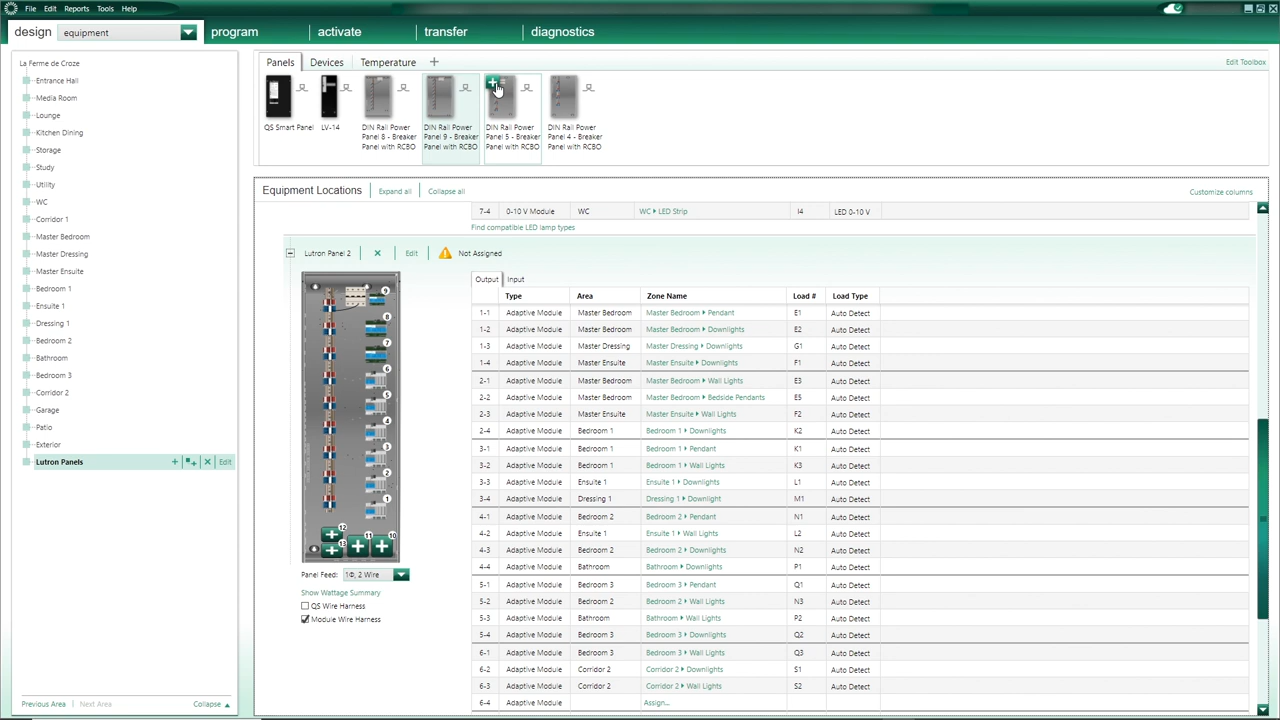 File Edit Reports Tools Help
design equipment program activate transfer diagnostics
La Ferme de Croze
Entrance Hall
Media Room
Lounge
Kitchen Dining
Storage
Study
Utility
WC
Corridor 1
Master Bedroom
Master Dressing
Master Ensuite
Bedroom 1
Ensuite 1
Dressing 1
Bedroom 2
Bathroom
Bedroom 3
Corridor 2
Garage
Patio
Exterior
Lutron Panels Edit
Previous Area Next Area Collapse
Panels Devices Temperature Edit Toolbox
QS Smart Panel
LV-14
DIN Rail Power
Panel 8 - Breaker
Panel with RCBO
DIN Rail Power
Panel 9 - Breaker
Panel with RCBO
DIN Rail Power
Panel 5 - Breaker
Panel with RCBO
DIN Rail Power
Panel 4 - Breaker
Panel with RCBO
Equipment Locations Expand all Collapse all Customize columns
7-4 0-10 V Module WC WC LED Strip I4 LED 0-10 V
Find compatible LED lamp types
Lutron Panel 2 Edit Not Assigned
9
8
7
6
5
4
3
2
1
12
13 11 10
Panel Feed: 1Φ, 2 Wire
Show Wattage Summary
QS Wire Harness
Module Wire Harness
Output Input
Type Area Zone Name Load # Load Type
1-1 Adaptive Module Master Bedroom Master Bedroom Pendant E1 Auto Detect
1-2 Adaptive Module Master Bedroom Master Bedroom Downlights E2 Auto Detect
1-3 Adaptive Module Master Dressing Master Dressing Downlights G1 Auto Detect
1-4 Adaptive Module Master Ensuite Master Ensuite Downlights F1 Auto Detect
2-1 Adaptive Module Master Bedroom Master Bedroom Wall Lights E3 Auto Detect
2-2 Adaptive Module Master Bedroom Master Bedroom Bedside Pendants E5 Auto Detect
2-3 Adaptive Module Master Ensuite Master Ensuite Wall Lights F2 Auto Detect
2-4 Adaptive Module Bedroom 1 Bedroom 1 Downlights K2 Auto Detect
3-1 Adaptive Module Bedroom 1 Bedroom 1 Pendant K1 Auto Detect
3-2 Adaptive Module Bedroom 1 Bedroom 1 Wall Lights K3 Auto Detect
3-3 Adaptive Module Ensuite 1 Ensuite 1 Downlights L1 Auto Detect
3-4 Adaptive Module Dressing 1 Dressing 1 Downlight M1 Auto Detect
4-1 Adaptive Module Bedroom 2 Bedroom 2 Pendant N1 Auto Detect
4-2 Adaptive Module Ensuite 1 Ensuite 1 Wall Lights L2 Auto Detect
4-3 Adaptive Module Bedroom 2 Bedroom 2 Downlights N2 Auto Detect
4-4 Adaptive Module Bathroom Bathroom Downlights P1 Auto Detect
5-1 Adaptive Module Bedroom 3 Bedroom 3 Pendant Q1 Auto Detect
5-2 Adaptive Module Bedroom 2 Bedroom 2 Wall Lights N3 Auto Detect
5-3 Adaptive Module Bathroom Bathroom Wall Lights P2 Auto Detect
5-4 Adaptive Module Bedroom 3 Bedroom 3 Downlights Q2 Auto Detect
6-1 Adaptive Module Bedroom 3 Bedroom 3 Wall Lights Q3 Auto Detect
6-2 Adaptive Module Corridor 2 Corridor 2 Downlights S1 Auto Detect
6-3 Adaptive Module Corridor 2 Corridor 2 Wall Lights S2 Auto Detect
6-4 Adaptive Module Assign... Auto Detect